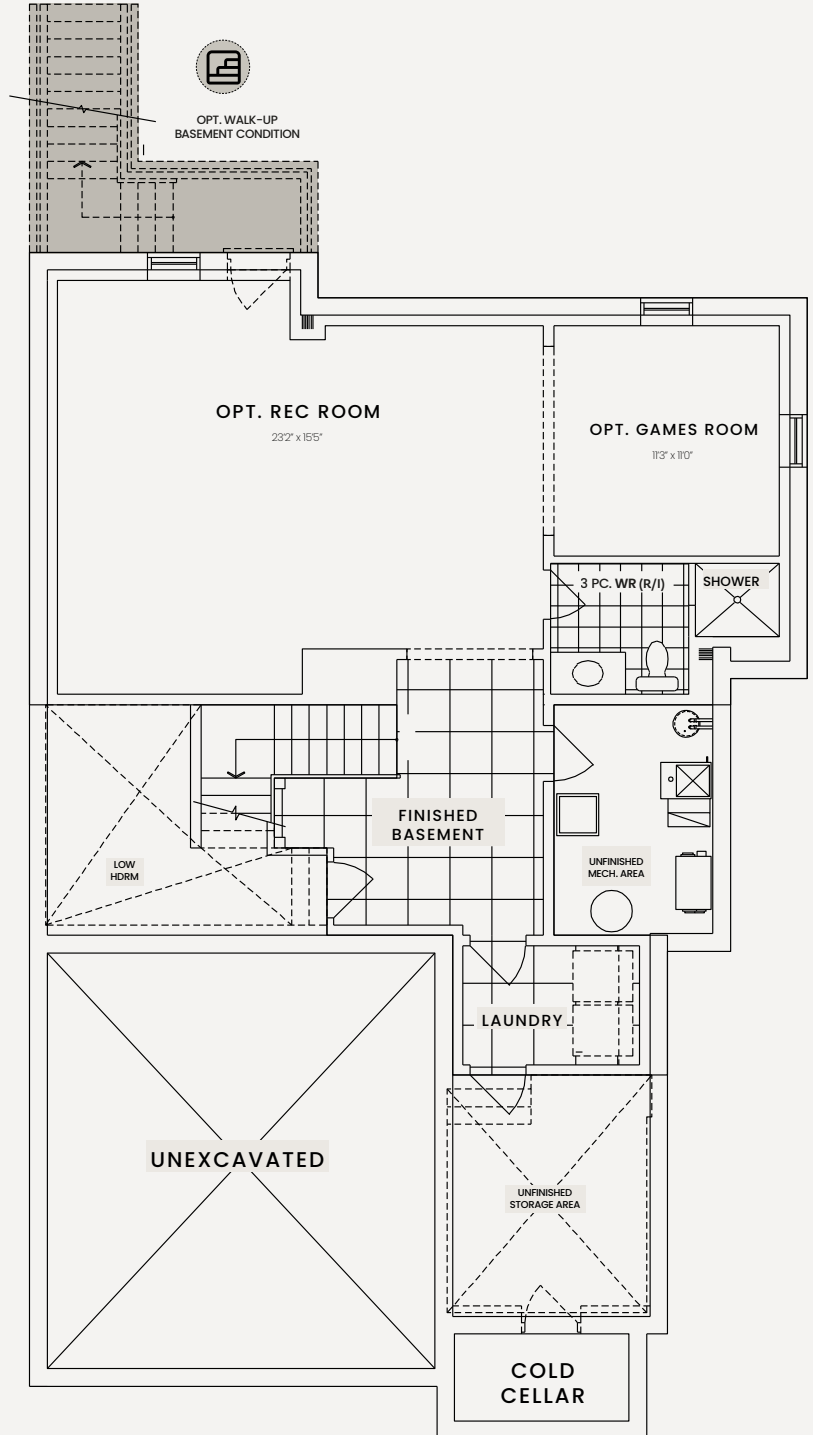 OPT. WALK-UP
BASEMENT CONDITION
OPT. REC ROOM
23'2" x 15'5"
OPT. GAMES ROOM
11'3" x 11'0"
3 PC. WR (R/I)
SHOWER
FINISHED
BASEMENT
LOW
HDRM
UNFINISHED
MECH. AREA
LAUNDRY
UNEXCAVATED
UNFINISHED
STORAGE AREA
COLD
CELLAR